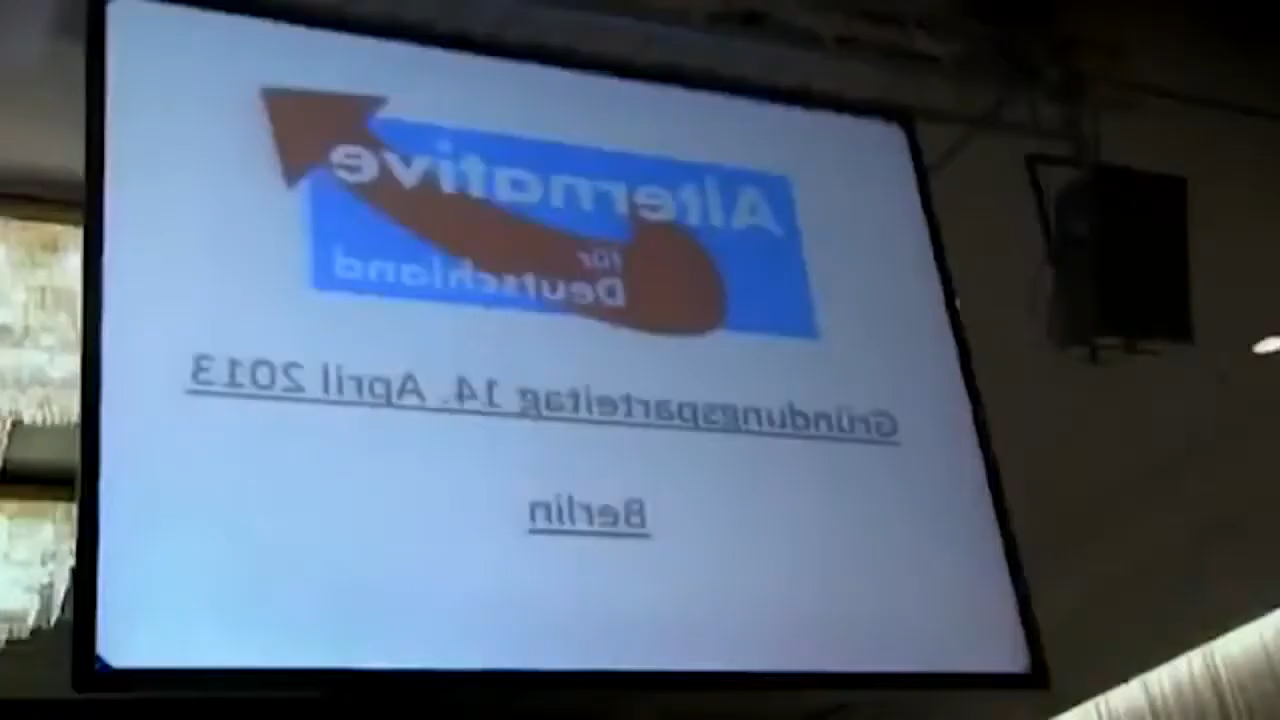 Alternative
für
Deutschland
Gründungsparteitag 14. April 2013
Berlin